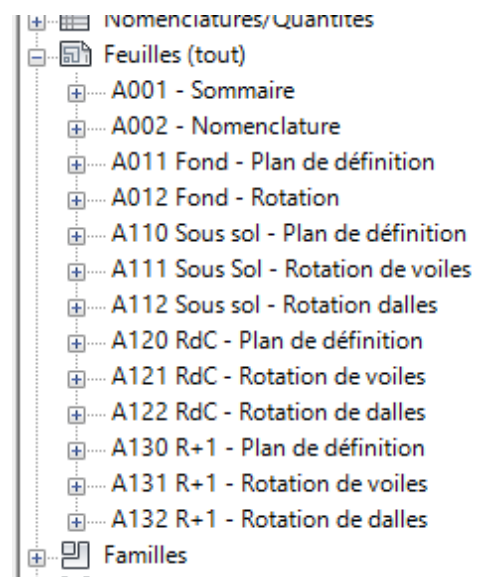 Nomenclatures/Quantités
Feuilles (tout)
A001 - Sommaire
A002 - Nomenclature
A011 Fond - Plan de définition
A012 Fond - Rotation
A110 Sous sol - Plan de définition
A111 Sous Sol - Rotation de voiles
A112 Sous sol - Rotation dalles
A120 RdC - Plan de définition
A121 RdC - Rotation de voiles
A122 RdC - Rotation de dalles
A130 R+1 - Plan de définition
A131 R+1 - Rotation de voiles
A132 R+1 - Rotation de dalles
Familles